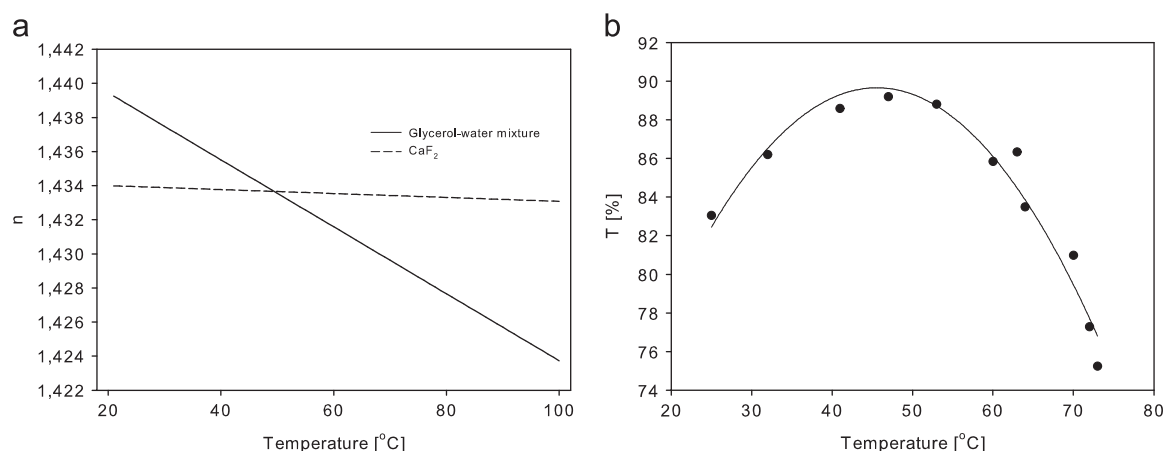 a
1,442
1,440
1,438
1,436
1,434
1,433
1,430
1,428
1,426
1,424
1,422
n
Glycerol-water mixture
CaF₂
20 40 60 80 100
Temperature [°C]
b
92
90
88
86
84
82
80
78
76
74
T [%]
20 30 40 50 60 70 80
Temperature [°C]